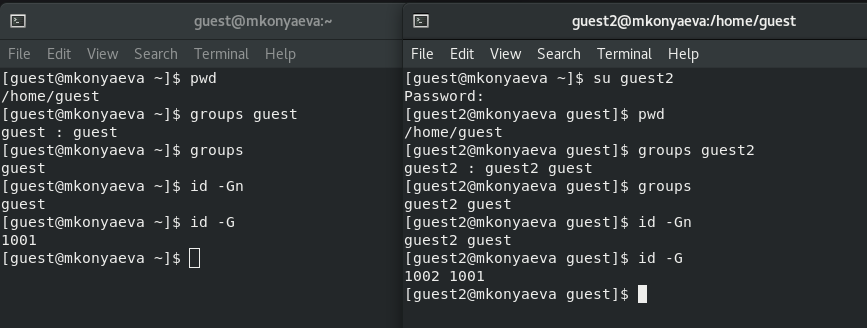 guest@mkonyaeva:~
File Edit View Search Terminal Help
[guest@mkonyaeva ~]$ pwd
/home/guest
[guest@mkonyaeva ~]$ groups guest
guest : guest
[guest@mkonyaeva ~]$ groups
guest
[guest@mkonyaeva ~]$ id -Gn
guest
[guest@mkonyaeva ~]$ id -G
1001
[guest@mkonyaeva ~]$
guest2@mkonyaeva:/home/guest
File Edit View Search Terminal Help
[guest@mkonyaeva ~]$ su guest2
Password:
[guest2@mkonyaeva guest]$ pwd
/home/guest
[guest2@mkonyaeva guest]$ groups guest2
guest2 : guest2 guest
[guest2@mkonyaeva guest]$ groups
guest2 guest
[guest2@mkonyaeva guest]$ id -Gn
guest2 guest
[guest2@mkonyaeva guest]$ id -G
1002 1001
[guest2@mkonyaeva guest]$